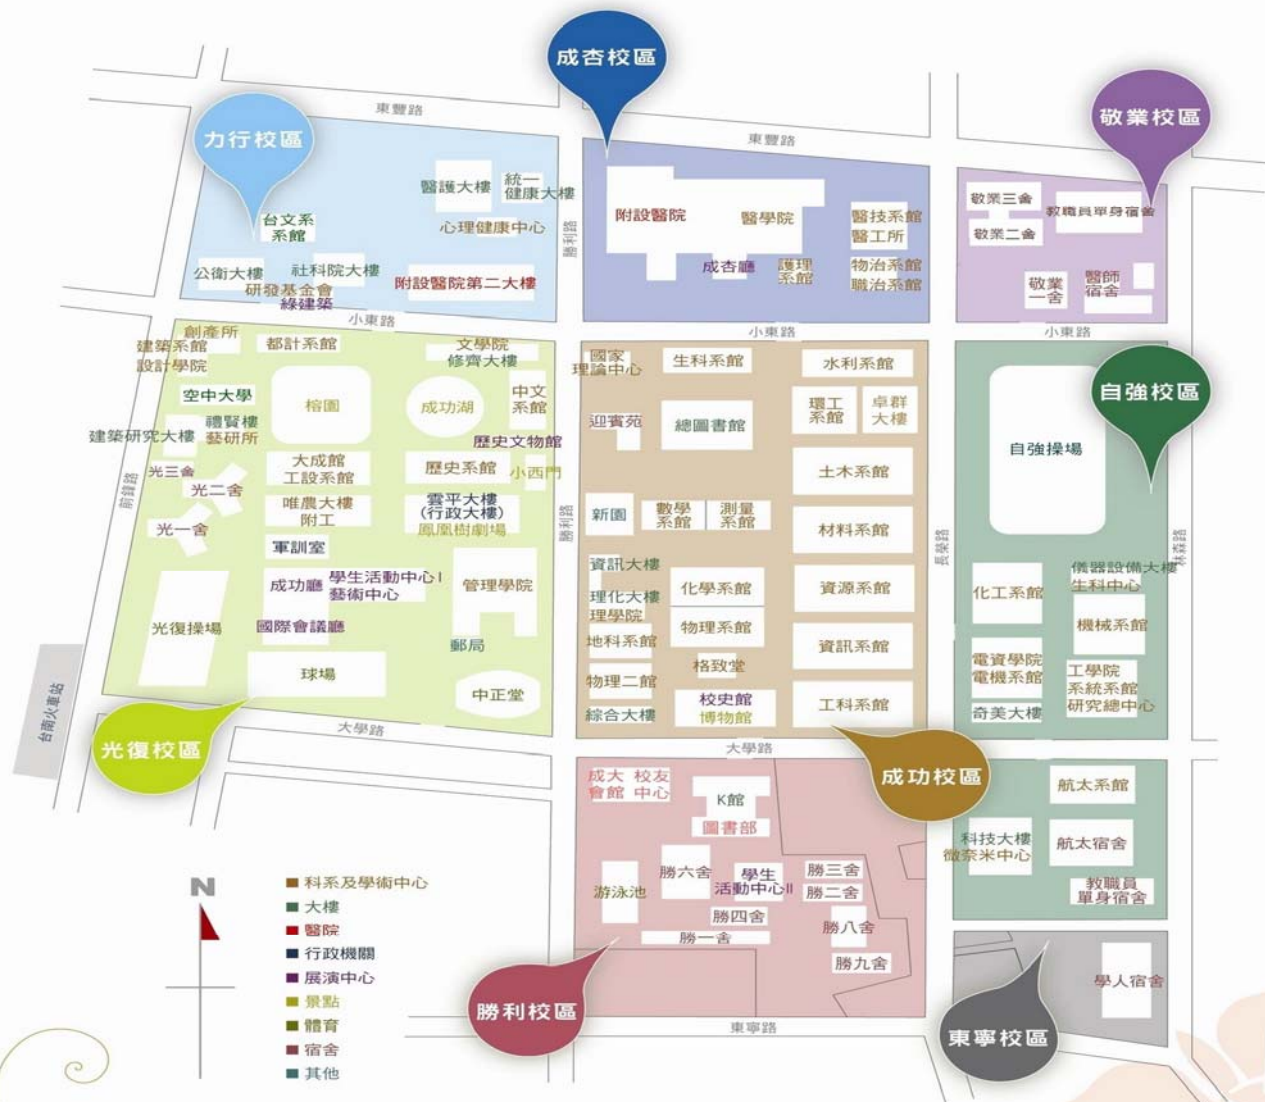 成杏校區
敬業校區
力行校區
東豐路
東豐路
醫護大樓
統一
健康大樓
台文系
系館
心理健康中心
公衛大樓
社科院大樓
研發基金會
綠建築
附設醫院第二大樓
勝利路
附設醫院
醫學院
醫技系館
醫工所
成杏廳
護理
系館
物治系館
職治系館
敬業三舍
敬業二舍
教職員單身宿舍
敬業
一舍
醫師
宿舍
小東路
小東路
小東路
創產所
建築系館
設計學院
都計系館
文學院
修齊大樓
空中大學
榕園
成功湖
中文
系館
禮賢樓
藝研所
建築研究大樓
歷史文物館
光三舍
光二舍
光一舍
大成館
工設系館
歷史系館
小西門
唯農大樓
附工
雲平大樓
(行政大樓)
鳳凰樹劇場
軍訓室
成功廳
學生活動中心I
藝術中心
管理學院
國際會議廳
光復操場
郵局
球場
中正堂
前鋒路
勝利路
台南火車站
光復校區
大學路
國家
理論中心
生科系館
水利系館
迎賓苑
總圖書館
環工
系館
卓群
大樓
土木系館
新園
數學
系館
測量
系館
材料系館
資訊大樓
理化大樓
理學院
化學系館
資源系館
地科系館
物理系館
資訊系館
物理二館
格致堂
綜合大樓
校史館
博物館
工科系館
長榮路
自強校區
自強操場
林森路
儀器設備大樓
生科中心
化工系館
機械系館
電資學院
電機系館
工學院
系統系館
研究總中心
奇美大樓
大學路
成功校區
成大
會館
校友
中心
K館
圖書部
游泳池
勝六舍
學生
活動中心II
勝三舍
勝二舍
勝四舍
勝一舍
勝八舍
勝九舍
勝利校區
東寧路
航太系館
科技大樓
微奈米中心
航太宿舍
教職員
單身宿舍
學人宿舍
東寧校區
N
科系及學術中心
大樓
醫院
行政機關
展演中心
景點
體育
宿舍
其他